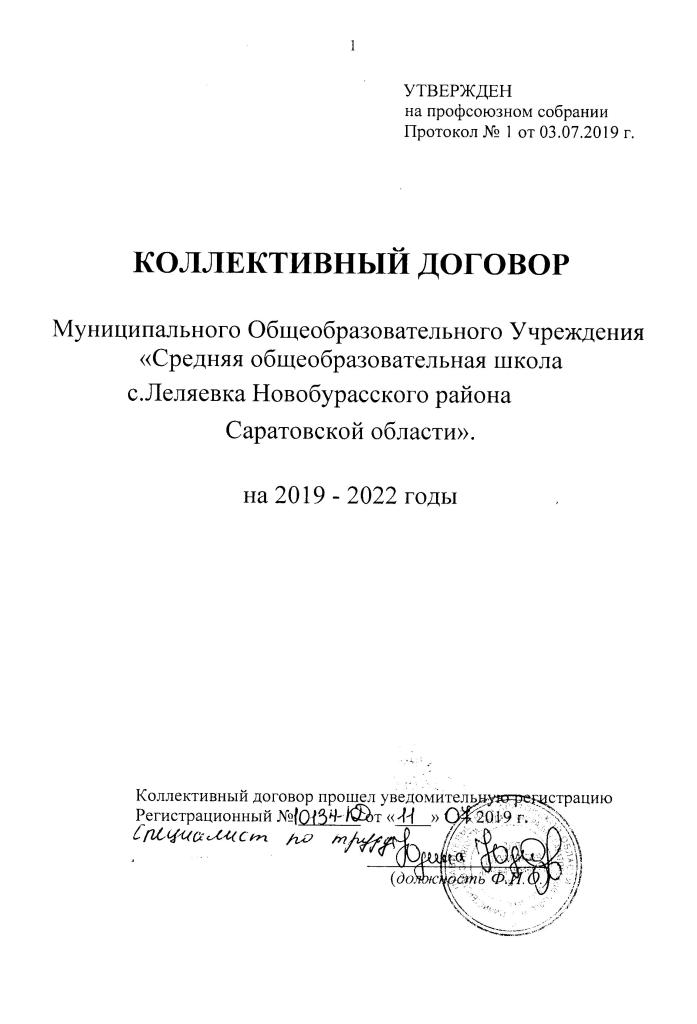 1
УТВЕРЖДЕН
на профсоюзном собрании
Протокол № 1 от 03.07.2019 г.
КОЛЛЕКТИВНЫЙ ДОГОВОР
Муниципального Общеобразовательного Учреждения
«Средняя общеобразовательная школа
с.Леляевка Новобурасского района
Саратовской области».
на 2019 - 2022 годы
Коллективный договор прошел уведомительную регистрацию
Регистрационный № от «11» 07 2019 г.
Специалист по труду
(должность Ф.И.О.)